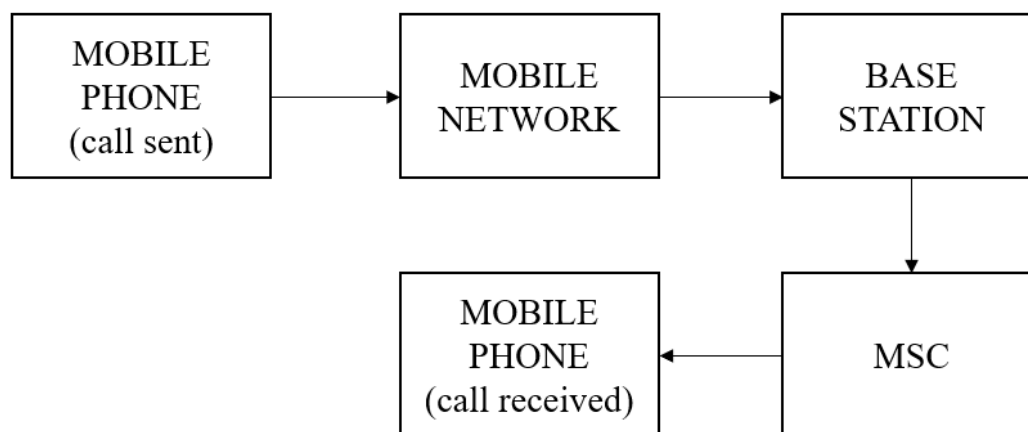 MOBILE
PHONE
(call sent)
MOBILE
NETWORK
BASE
STATION
MOBILE
PHONE
(call received)
MSC